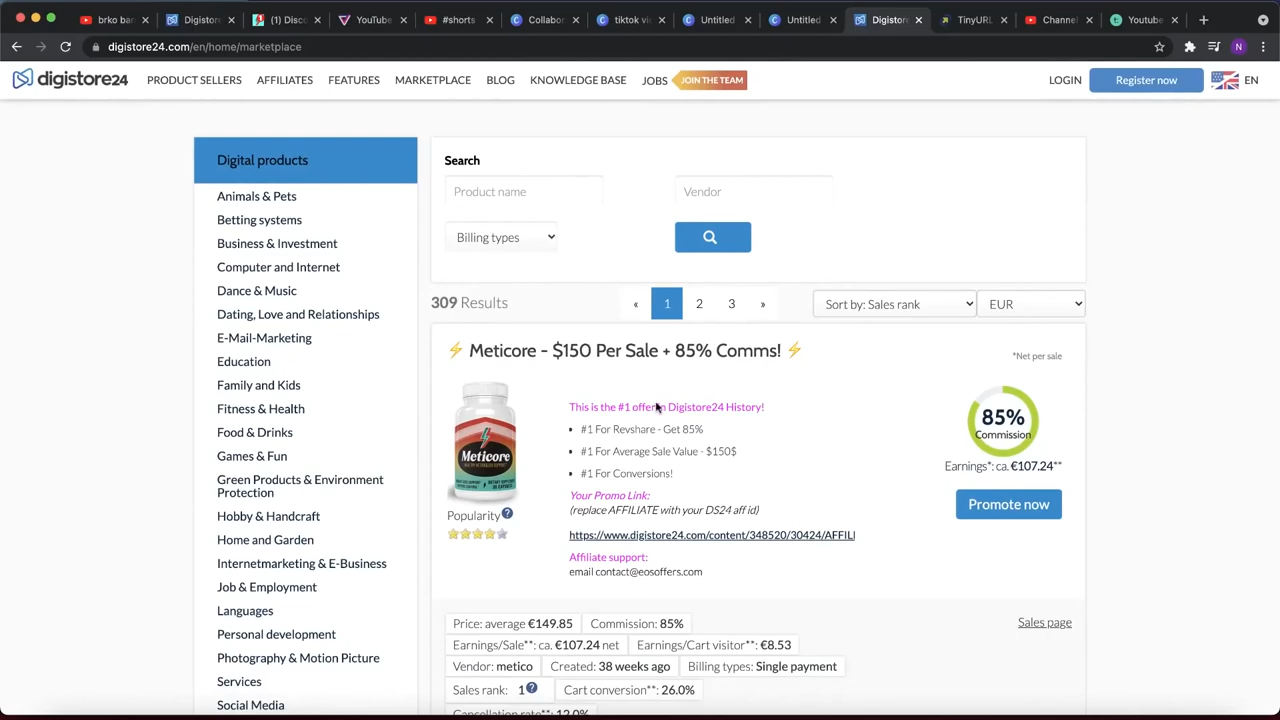 brko ban
Digistore
[] Disco
YouTube
#shorts
Collabor
tiktok vi
Untitled
Untitled
Digistore
TinyURL
Channel
Youtube
digistore24.com/en/home/marketplace
N
digistore24
PRODUCT SELLERS
AFFILIATES
FEATURES
MARKETPLACE
BLOG
KNOWLEDGE BASE
JOBS
JOIN THE TEAM
LOGIN
Register now
EN
Digital products
Animals & Pets
Betting systems
Business & Investment
Computer and Internet
Dance & Music
Dating, Love and Relationships
E-Mail-Marketing
Education
Family and Kids
Fitness & Health
Food & Drinks
Games & Fun
Green Products & Environment
Protection
Hobby & Handcraft
Home and Garden
Internetmarketing & E-Business
Job & Employment
Languages
Personal development
Photography & Motion Picture
Services
Social Media
Search
Product name
Vendor
Billing types
309 Results
« 1 2 3 »
Sort by: Sales rank
EUR
⚡ Meticore - $150 Per Sale + 85% Comms! ⚡
*Net per sale
Meticore
This is the #1 offer in Digistore24 History!
• #1 For Revshare - Get 85%
• #1 For Average Sale Value - $150$
• #1 For Conversions!
Your Promo Link:
(replace AFFILIATE with your DS24 aff id)
https://www.digistore24.com/content/348520/30424/AFFILI
Affiliate support:
email contact@eosoffers.com
Popularity
85%
Commission
Earnings*: ca. €107.24**
Promote now
Price: average €149.85
Commission: 85%
Sales page
Earnings/Sale**: ca. €107.24 net
Earnings/Cart visitor**: €8.53
Vendor: metico
Created: 38 weeks ago
Billing types: Single payment
Sales rank: 1
Cart conversion**: 26.0%
Cancellation rate**: 12.0%